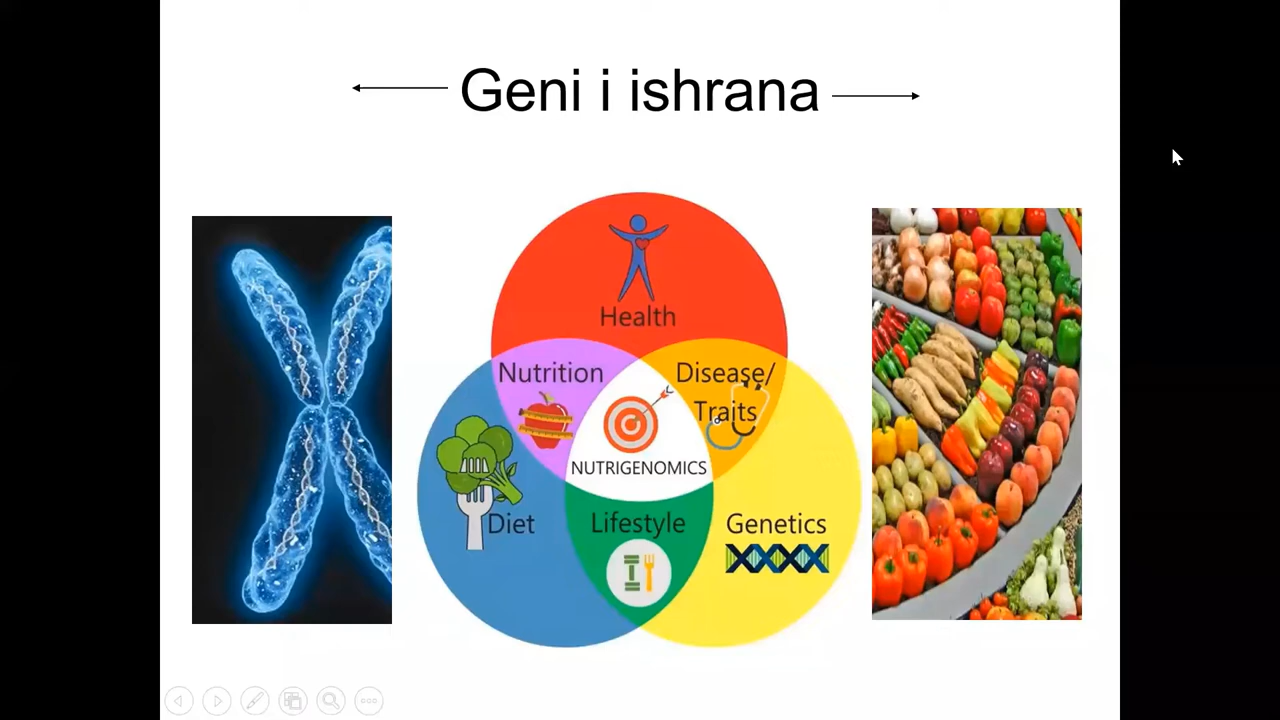 Geni i ishrana
Health
Nutrition
Disease/
Traits
NUTRIGENOMICS
Diet
Lifestyle
Genetics